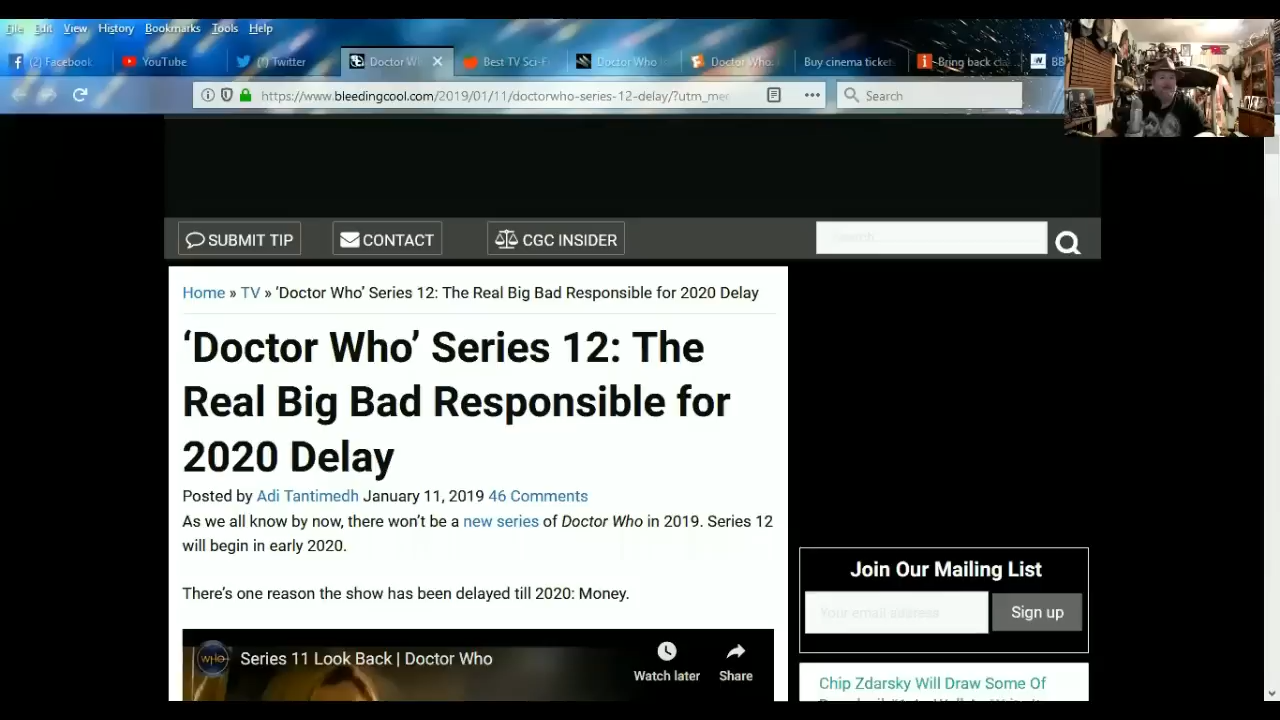 File Edit View History Bookmarks Tools Help
(2) Facebook YouTube (1) Twitter Doctor W Best TV Sci-F Doctor Who Doctor Who. Buy cinema ticket Bring back cl BB
https://www.bleedingcool.com/2019/01/11/doctorwho-series-12-delay/?utm_me Search
SUBMIT TIP CONTACT CGC INSIDER Search
Home » TV » ‘Doctor Who’ Series 12: The Real Big Bad Responsible for 2020 Delay
‘Doctor Who’ Series 12: The
Real Big Bad Responsible for
2020 Delay
Posted by Adi Tantimedh January 11, 2019 46 Comments
As we all know by now, there won’t be a new series of Doctor Who in 2019. Series 12
will begin in early 2020.
There’s one reason the show has been delayed till 2020: Money.
WHO Series 11 Look Back | Doctor Who Watch later Share
Join Our Mailing List
Your email address Sign up
Chip Zdarsky Will Draw Some Of